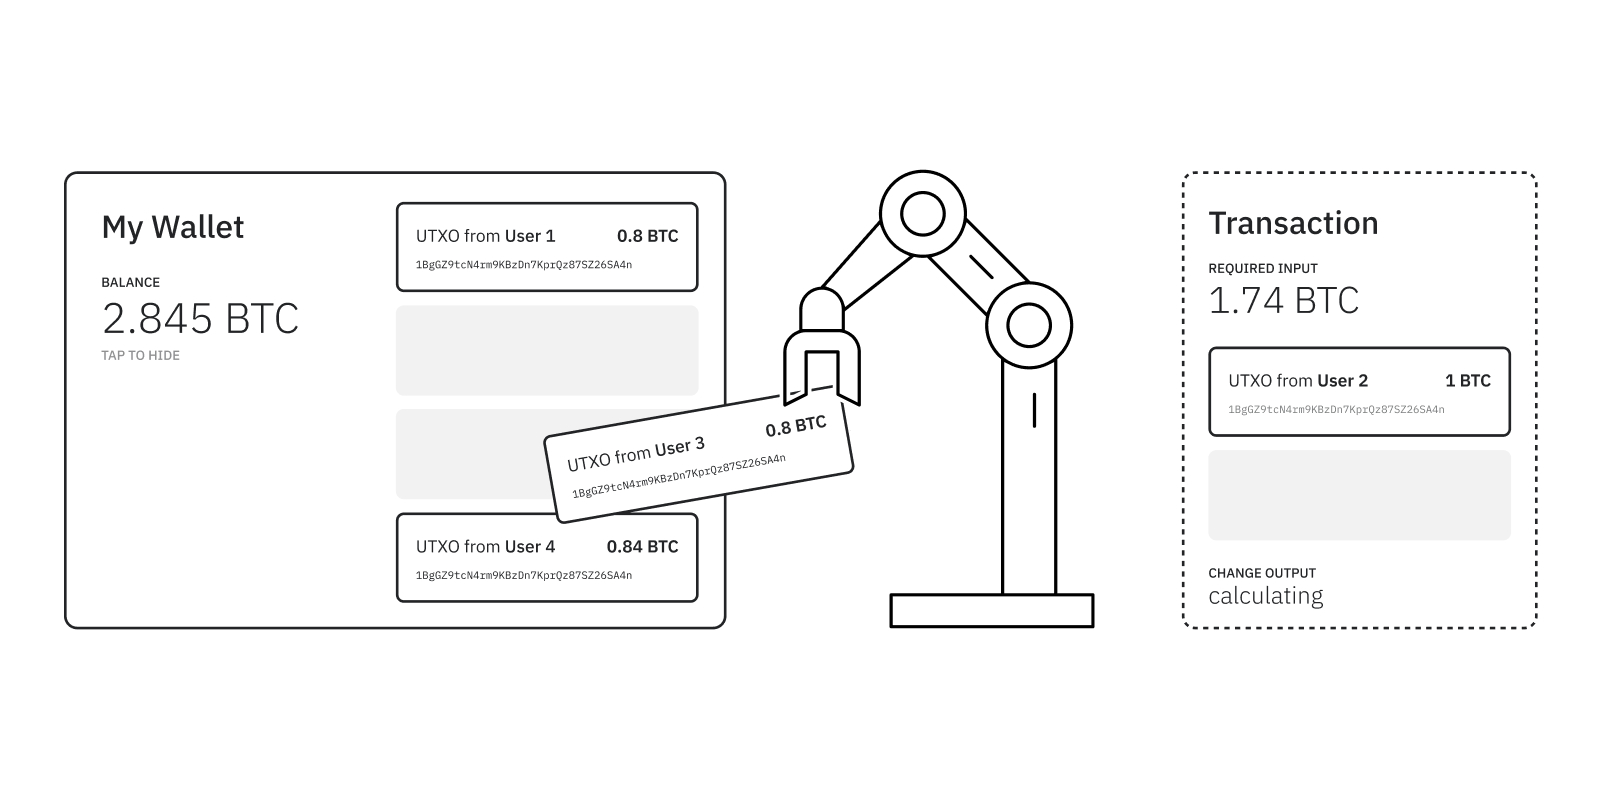 My Wallet
BALANCE
2.845 BTC
TAP TO HIDE
UTXO from User 1 0.8 BTC
1BgGZ9tcN4rm9KBzDn7KprQz87SZ26SA4n
UTXO from User 3 0.8 BTC
1BgGZ9tcN4rm9KBzDn7KprQz87SZ26SA4n
UTXO from User 4 0.84 BTC
1BgGZ9tcN4rm9KBzDn7KprQz87SZ26SA4n
Transaction
REQUIRED INPUT
1.74 BTC
UTXO from User 2 1 BTC
1BgGZ9tcN4rm9KBzDn7KprQz87SZ26SA4n
CHANGE OUTPUT
calculating